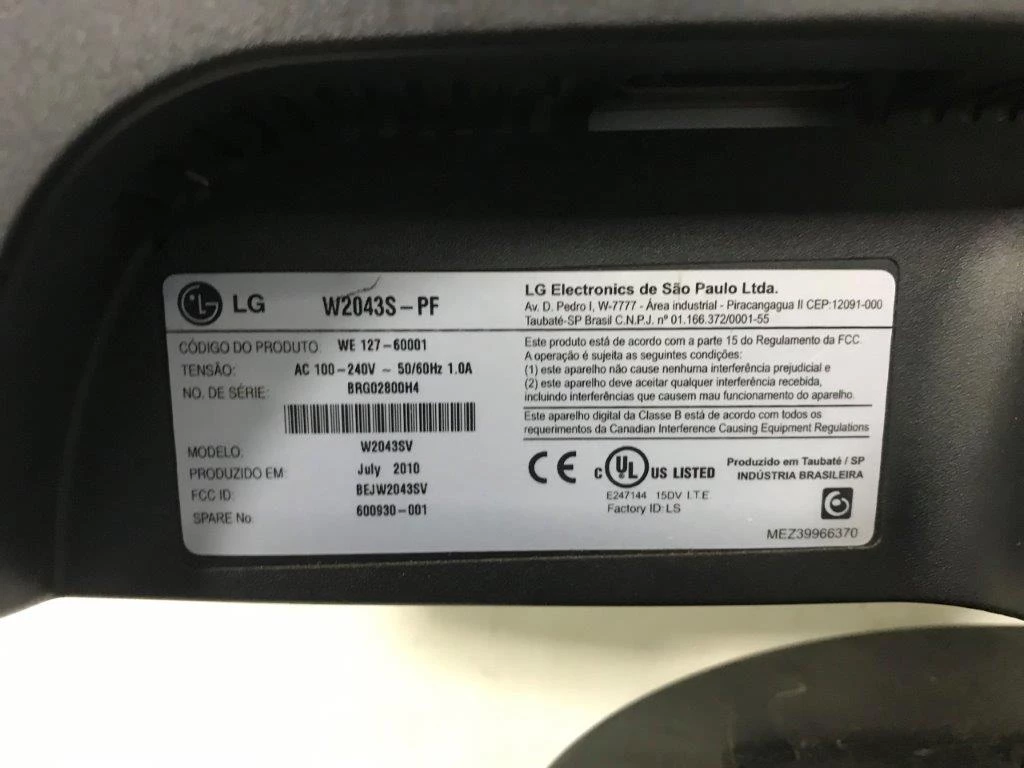 LG W2043S-PF
CÓDIGO DO PRODUTO: WE 127-60001
TENSÃO: AC 100-240V ~ 50/60Hz 1.0A
NO. DE SÉRIE: BRG02800H4
MODELO: W2043SV
PRODUZIDO EM: July 2010
FCC ID: BEJW2043SV
SPARE No. 600930-001
LG Electronics de São Paulo Ltda.
Av. D. Pedro I, W-7777 - Área industrial - Piracangagua II CEP:12091-000
Taubaté-SP Brasil C.N.P.J. nº 01.166.372/0001-55
Este produto está de acordo com a parte 15 do Regulamento da FCC.
A operação é sujeita as seguintes condições:
(1) este aparelho não cause nenhuma interferência prejudicial e
(2) este aparelho deve aceitar qualquer interferência recebida,
incluindo interferências que causem mau funcionamento do aparelho.
Este aparelho digital da Classe B está de acordo com todos os
requerimentos da Canadian Interference Causing Equipment Regulations
CE c UL US LISTED
E247144 15DV I.T.E.
Factory ID:LS
Produzido em Taubaté / SP
INDÚSTRIA BRASILEIRA
MEZ39966370